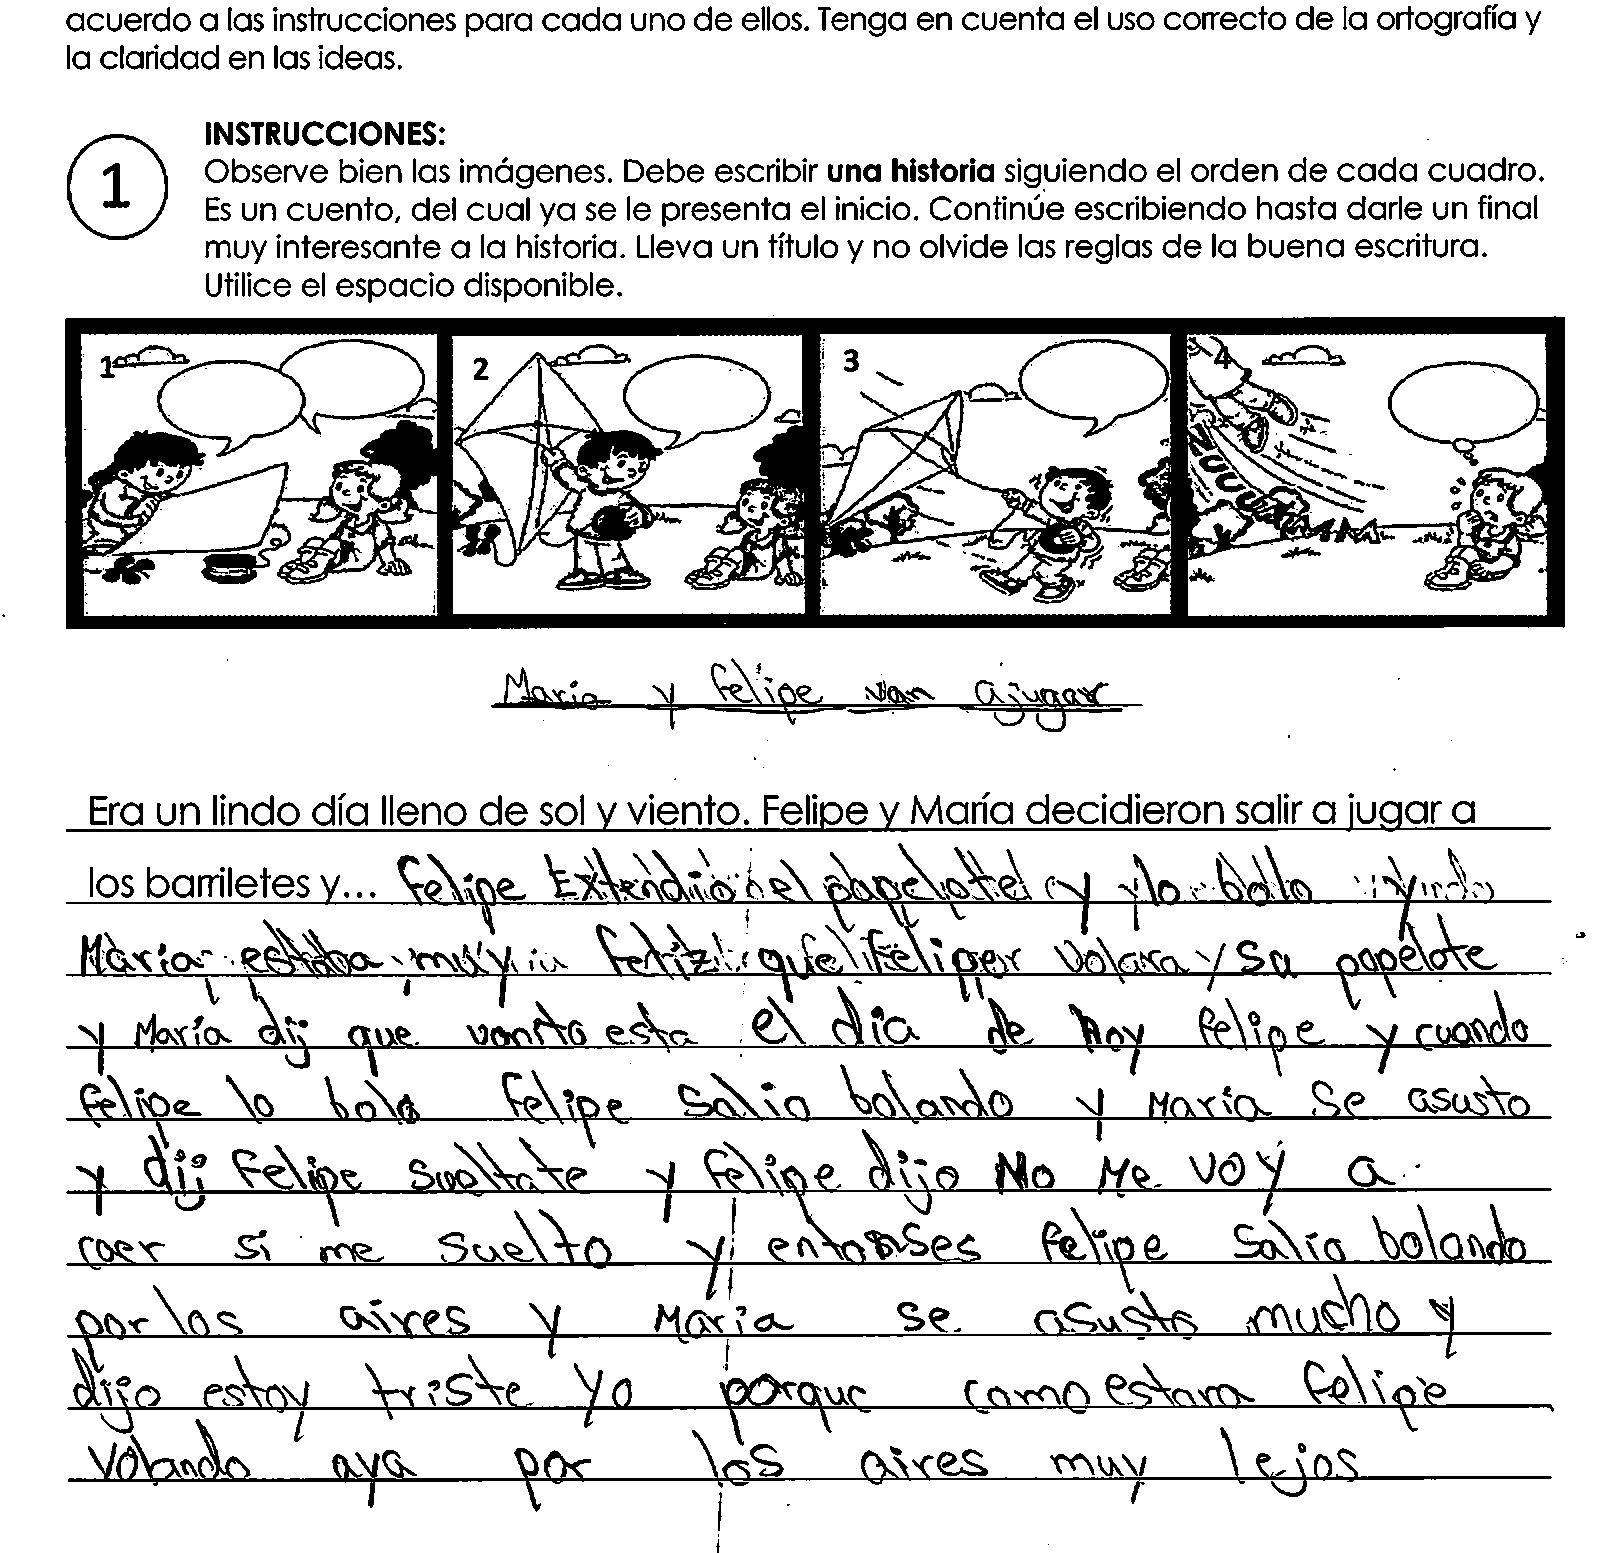 acuerdo a las instrucciones para cada uno de ellos. Tenga en cuenta el uso correcto de la ortografía y
la claridad en las ideas.
1
INSTRUCCIONES:
Observe bien las imágenes. Debe escribir una historia siguiendo el orden de cada cuadro.
Es un cuento, del cual ya se le presenta el inicio. Continúe escribiendo hasta darle un final
muy interesante a la historia. Lleva un título y no olvide las reglas de la buena escritura.
Utilice el espacio disponible.
1 2 3 4
María y felipe van ajugar
Era un lindo día lleno de sol y viento. Felipe y María decidieron salir a jugar a
los barriletes y... felipe Extendio el papelote y lo bolo y
María estaba muy feliz que Feliper volara su papelote
y María dij que vonito esta el dia de hoy felipe y cuando
felipe lo bolo felipe Salio bolando y María Se asusto
y dij Felipe sueltate y felipe dijo No Me voy a
caer si me suelto y entonses felipe Salio bolando
por los aires y María se asusto mucho y
dijo estoy triste yo porque como estara felipe
volando aya por los aires muy lejos